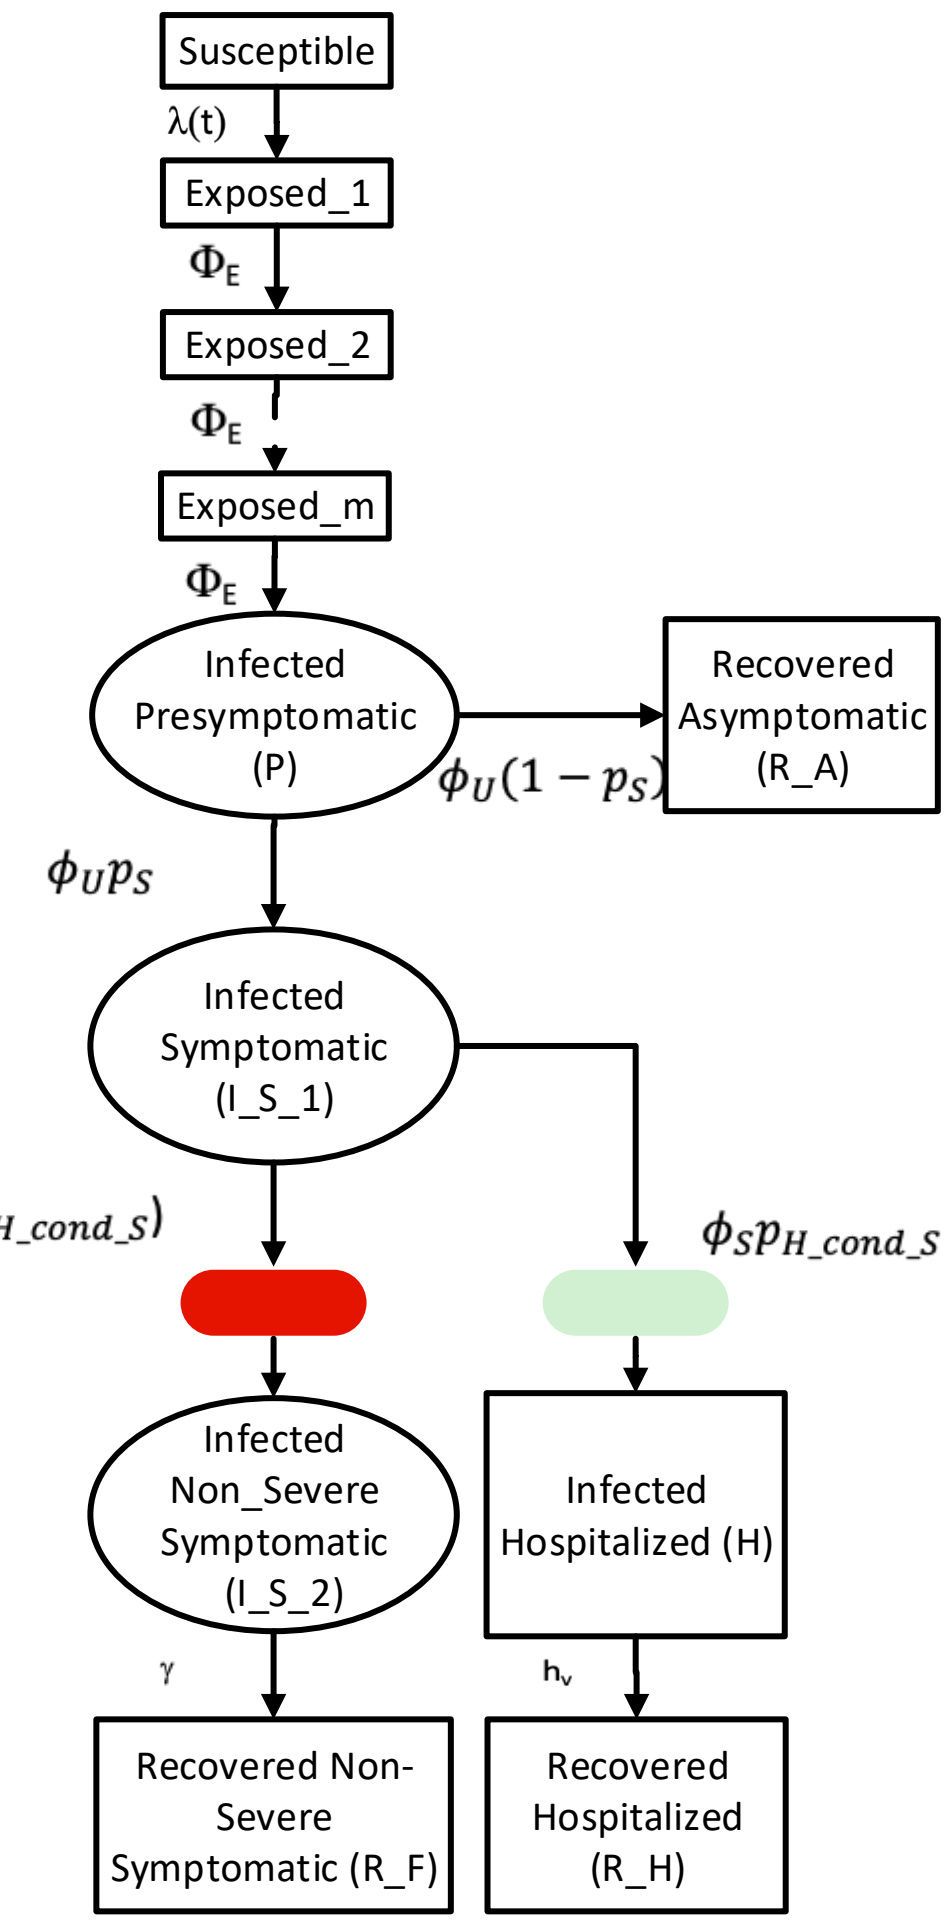 Susceptible
λ(t)
Exposed_1
Φ_E
Exposed_2
Φ_E
Exposed_m
Φ_E
Infected
Presymptomatic
(P)
Recovered
Asymptomatic
(R_A)
ϕ_U(1 − p_S)
ϕ_U p_S
Infected
Symptomatic
(I_S_1)
H_cond_S)
ϕ_S p_H_cond_S
Infected
Non_Severe
Symptomatic
(I_S_2)
Infected
Hospitalized (H)
γ
h_v
Recovered Non-
Severe
Symptomatic (R_F)
Recovered
Hospitalized
(R_H)